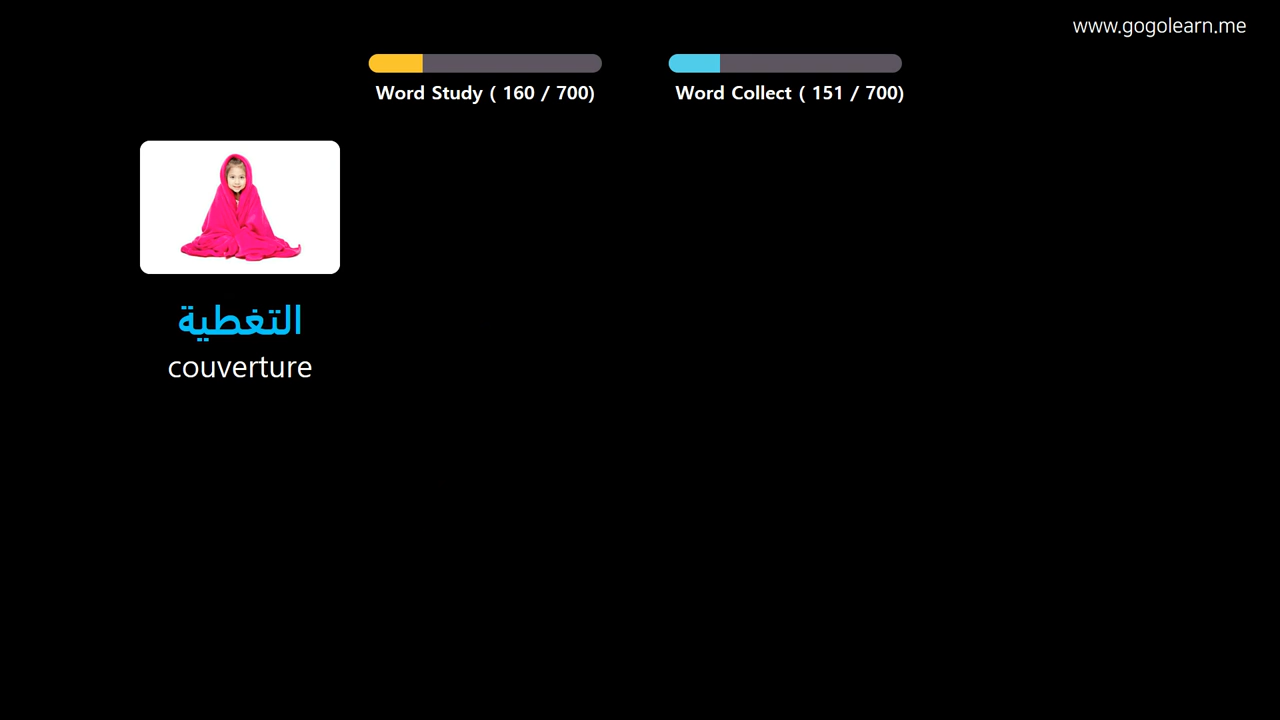 www.gogolearn.me
Word Study ( 160 / 700)
Word Collect ( 151 / 700)
التغطية
couverture